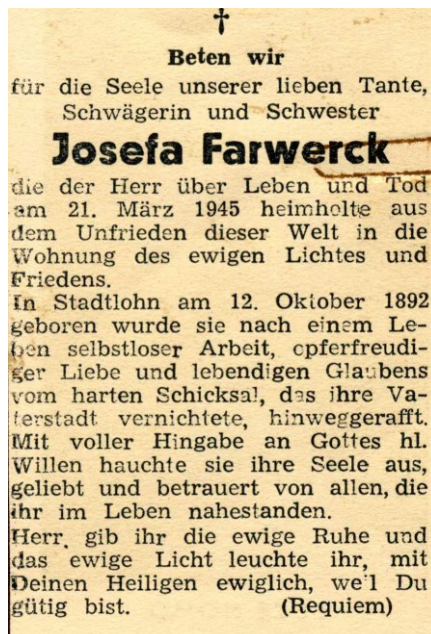 †
Beten wir
für die Seele unserer lieben Tante,
Schwägerin und Schwester
Josefa Farwerck
die der Herr über Leben und Tod
am 21. März 1945 heimholte aus
dem Unfrieden dieser Welt in die
Wohnung des ewigen Lichtes und
Friedens.
In Stadtlohn am 12. Oktober 1892
geboren wurde sie nach einem Le-
ben selbstloser Arbeit, opferfreudi-
ger Liebe und lebendigen Glaubens
vom harten Schicksal, das ihre Va-
terstadt vernichtete, hinweggerafft.
Mit voller Hingabe an Gottes hl.
Willen hauchte sie ihre Seele aus,
geliebt und betrauert von allen, die
ihr im Leben nahestanden.
Herr, gib ihr die ewige Ruhe und
das ewige Licht leuchte ihr, mit
Deinen Heiligen ewiglich, we'l Du
gütig bist. (Requiem)